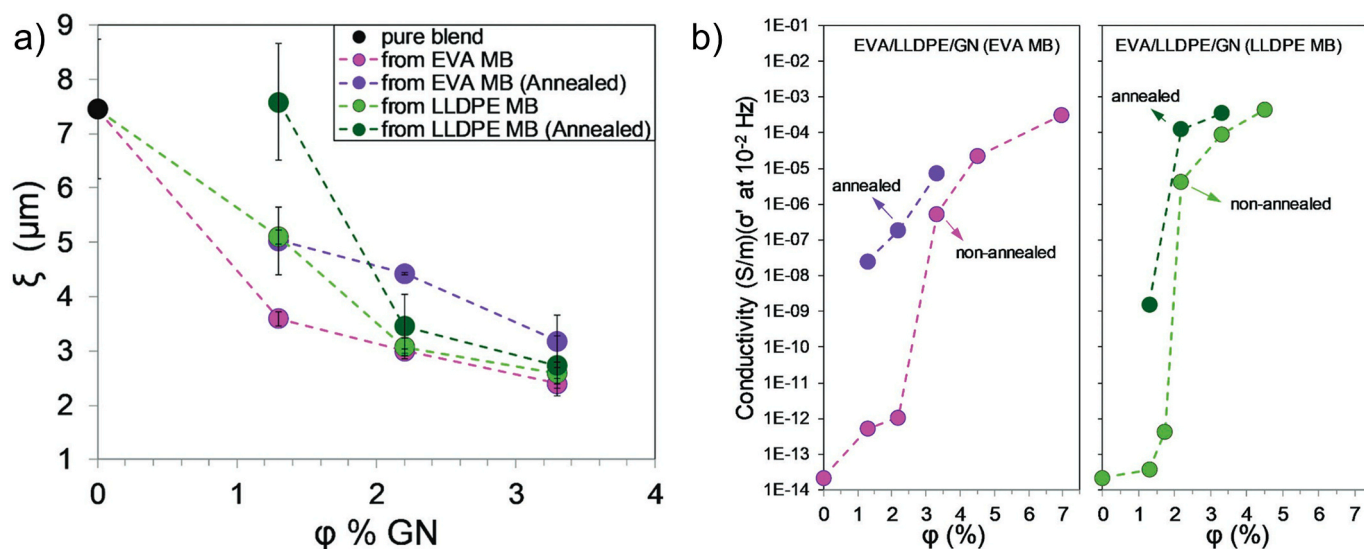 a)
9
8
7
6
5
4
3
2
1
ξ (µm)
pure blend
from EVA MB
from EVA MB (Annealed)
from LLDPE MB
from LLDPE MB (Annealed)
0 1 2 3 4
φ % GN
b)
Conductivity (S/m)(σ' at 10⁻² Hz)
1E-01
1E-02
1E-03
1E-04
1E-05
1E-06
1E-07
1E-08
1E-09
1E-10
1E-11
1E-12
1E-13
1E-14
EVA/LLDPE/GN (EVA MB)
annealed
non-annealed
0 1 2 3 4 5 6 7
φ (%)
EVA/LLDPE/GN (LLDPE MB)
annealed
non-annealed
0 1 2 3 4 5 6 7
φ (%)